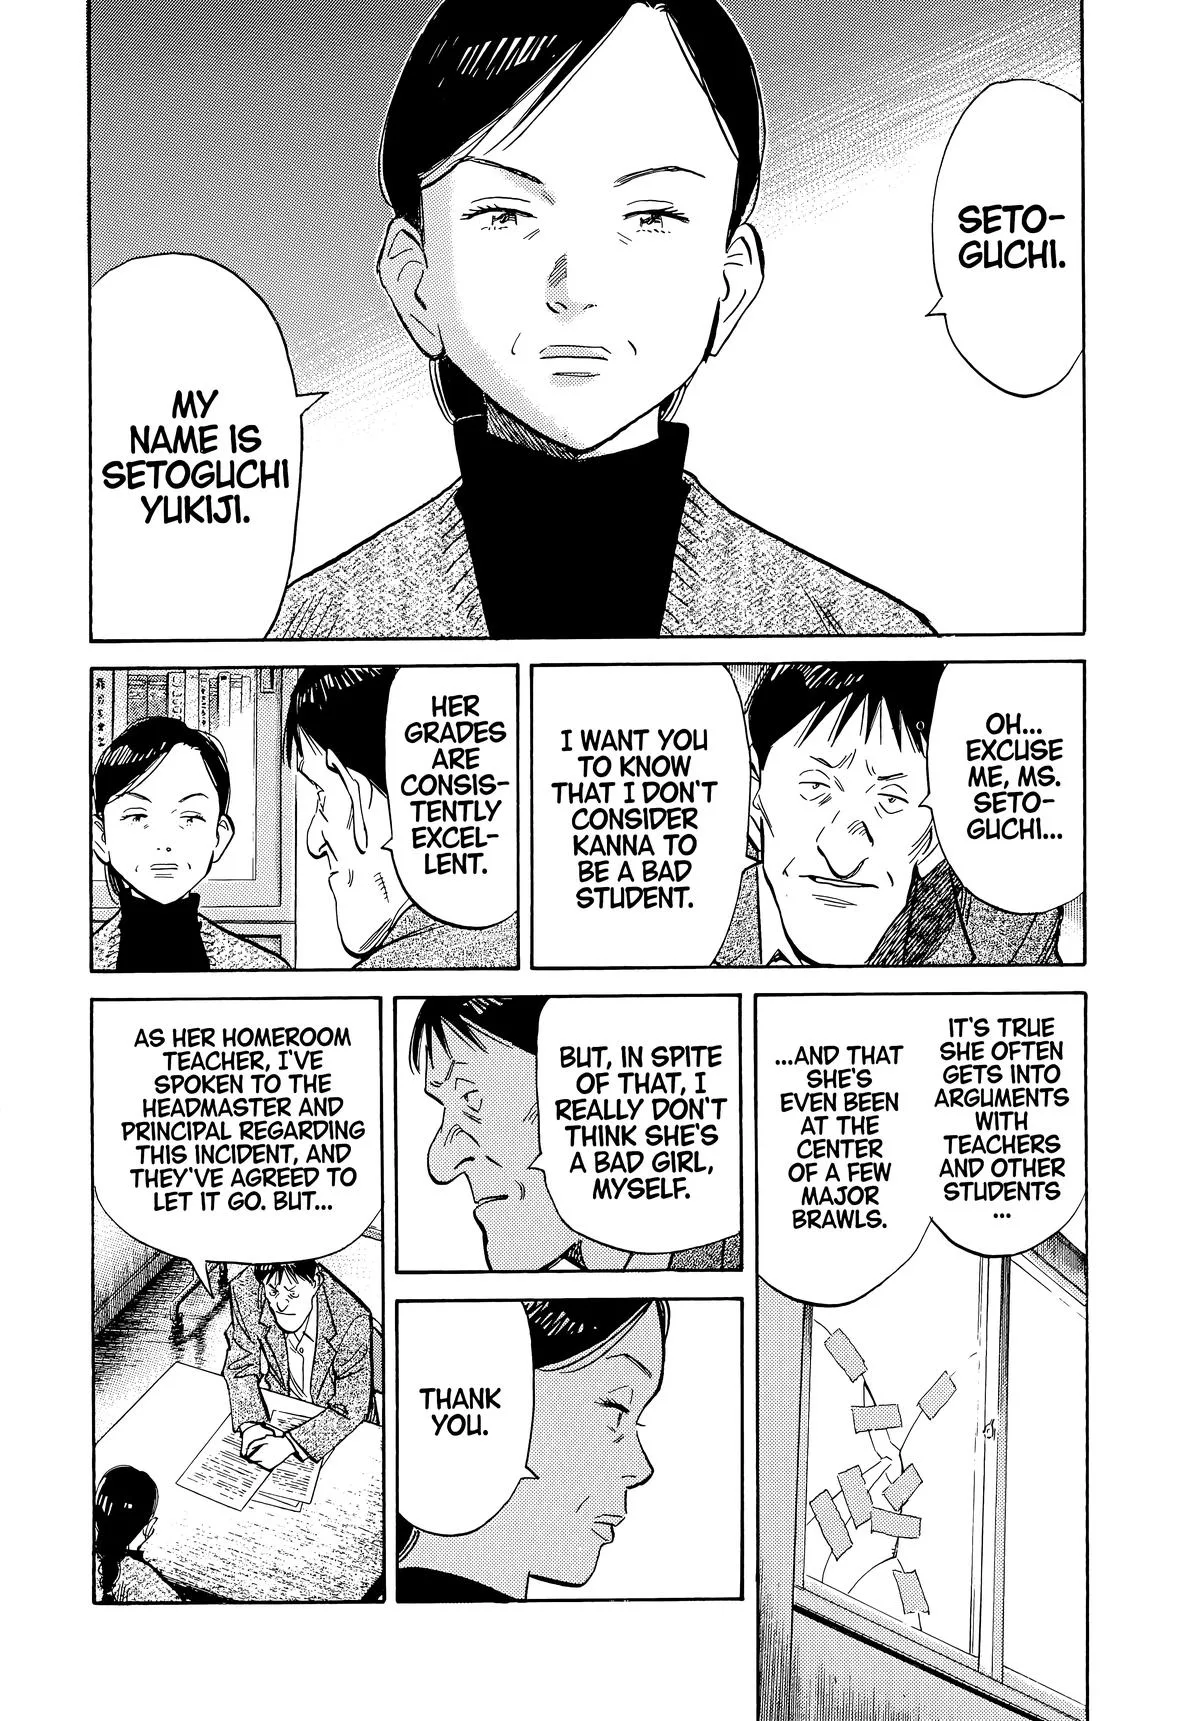 SETO-
GUCHI.
MY
NAME IS
SETOGUCHI
YUKIJI.
OH...
EXCUSE
ME, MS.
SETO-
GUCHI...
I WANT YOU
TO KNOW
THAT I DON'T
CONSIDER
KANNA TO
BE A BAD
STUDENT.
HER
GRADES
ARE
CONSIS-
TENTLY
EXCEL-
LENT.
IT'S TRUE
SHE OFTEN
GETS INTO
ARGUMENTS
WITH
TEACHERS
AND OTHER
STUDENTS
...
...AND THAT
SHE'S
EVEN BEEN
AT THE
CENTER
OF A FEW
MAJOR
BRAWLS.
BUT, IN SPITE
OF THAT, I
REALLY DON'T
THINK SHE'S
A BAD GIRL,
MYSELF.
THANK
YOU.
AS HER HOMEROOM
TEACHER, I'VE
SPOKEN TO THE
HEADMASTER AND
PRINCIPAL REGARDING
THIS INCIDENT, AND
THEY'VE AGREED TO
LET IT GO. BUT...